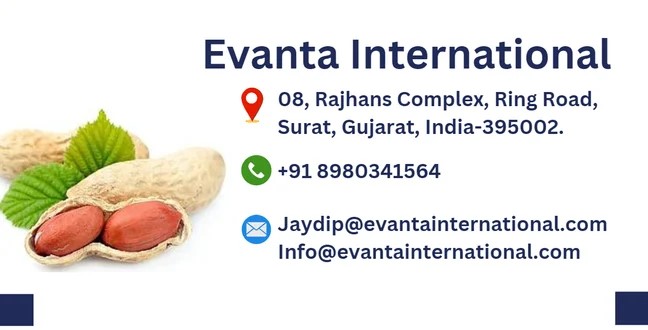 Evanta International
08, Rajhans Complex, Ring Road,
Surat, Gujarat, India-395002.
+91 8980341564
Jaydip@evantainternational.com
Info@evantainternational.com